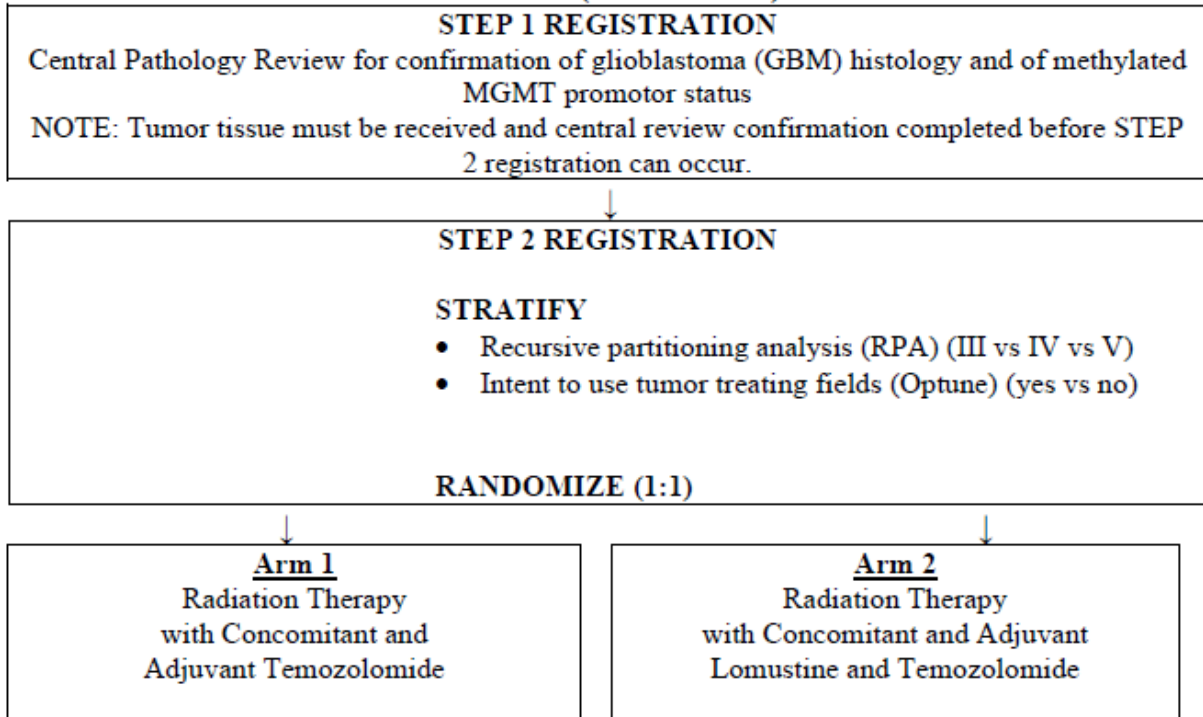 STEP 1 REGISTRATION
Central Pathology Review for confirmation of glioblastoma (GBM) histology and of methylated
MGMT promotor status
NOTE: Tumor tissue must be received and central review confirmation completed before STEP
2 registration can occur.
↓
STEP 2 REGISTRATION
STRATIFY
• Recursive partitioning analysis (RPA) (III vs IV vs V)
• Intent to use tumor treating fields (Optune) (yes vs no)
RANDOMIZE (1:1)
↓ ↓
Arm 1
Radiation Therapy
with Concomitant and
Adjuvant Temozolomide
Arm 2
Radiation Therapy
with Concomitant and Adjuvant
Lomustine and Temozolomide